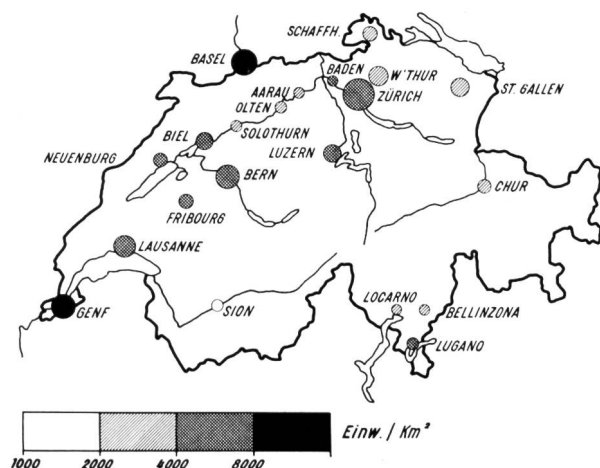 SCHAFFH.
BASEL
BADEN
W'THUR
AARAU
ZÜRICH
ST. GALLEN
OLTEN
SOLOTHURN
BIEL
NEUENBURG
LUZERN
BERN
CHUR
FRIBOURG
LAUSANNE
LOCARNO
GENF
SION
BELLINZONA
LUGANO
Einw. / Km²
1000 2000 4000 8000